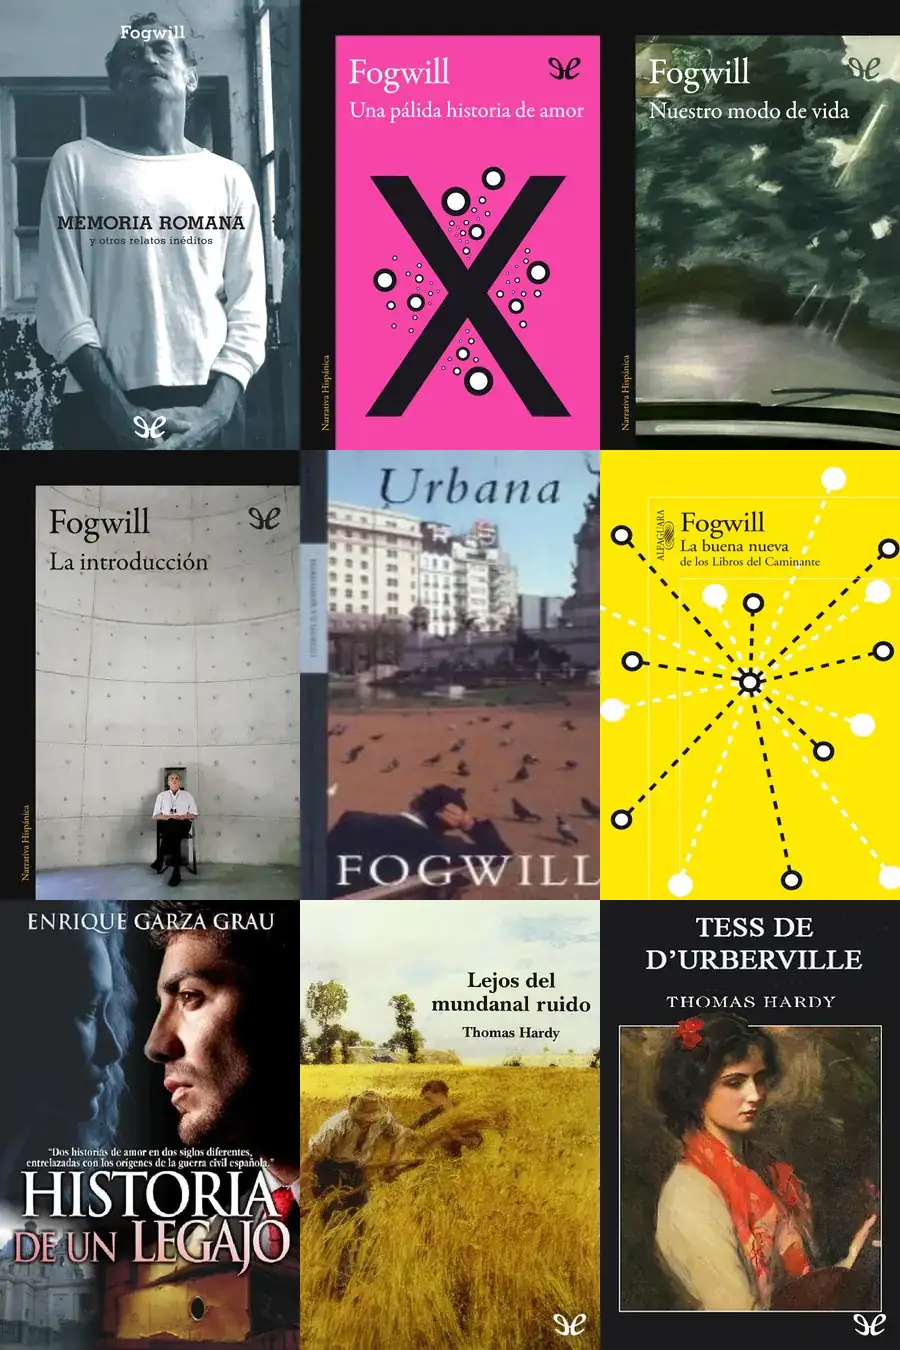 Fogwill
MEMORIA ROMANA
y otros relatos inéditos
Fogwill
Una pálida historia de amor
Narrativa Hispánica
Fogwill
Nuestro modo de vida
Narrativa Hispánica
Fogwill
La introducción
Narrativa Hispánica
Urbana
FOGWILL
ALFAGUARA
Fogwill
La buena nueva
de los Libros del Caminante
ENRIQUE GARZA GRAU
"Dos historias de amor en dos siglos diferentes,
entrelazadas con los orígenes de la guerra civil española."
HISTORIA
DE UN LEGAJO
Lejos del
mundanal ruido
Thomas Hardy
TESS DE
D'URBERVILLE
THOMAS HARDY